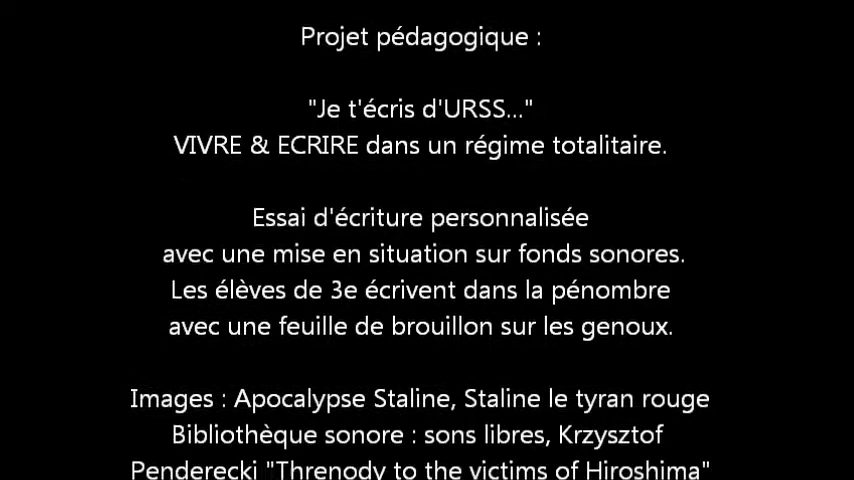 Projet pédagogique :
"Je t'écris d'URSS..."
VIVRE & ECRIRE dans un régime totalitaire.
Essai d'écriture personnalisée
avec une mise en situation sur fonds sonores.
Les élèves de 3e écrivent dans la pénombre
avec une feuille de brouillon sur les genoux.
Images : Apocalypse Staline, Staline le tyran rouge
Bibliothèque sonore : sons libres, Krzysztof
Penderecki "Threnody to the victims of Hiroshima"